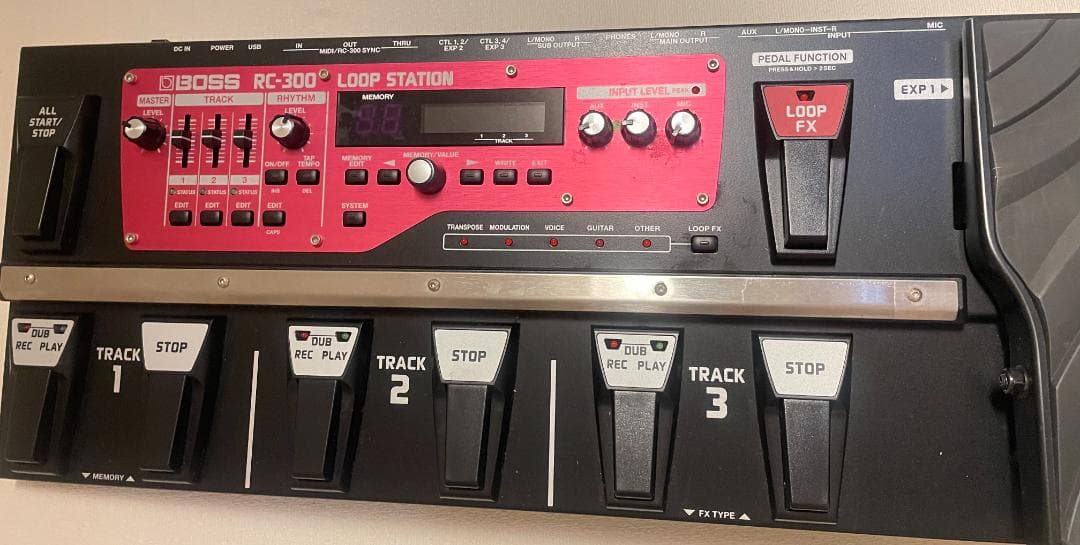 DC IN POWER USB IN OUT THRU CTL 1, 2/ CTL 3, 4/ L/MONO R PHONES L/MONO R AUX L/MONO-INST-R MIC
MIDI/RC-300 SYNC EXP 2 EXP 3 SUB OUTPUT MAIN OUTPUT INPUT
PEDAL FUNCTION
PRESS & HOLD > 2 SEC
EXP 1 ▶
ALL
START/
STOP
BOSS RC-300 LOOP STATION
MASTER TRACK RHYTHM
LEVEL LEVEL
MEMORY
1 2 3
TRACK
INPUT LEVEL PEAK
AUX INST MIC
LOOP
FX
ON/OFF TAP
TEMPO
INS DEL
1 2 3
STATUS STATUS STATUS
EDIT EDIT EDIT EDIT
CAPS
MEMORY
EDIT
◀ MEMORY/VALUE ▶ WRITE EXIT
SYSTEM
TRANSPOSE MODULATION VOICE GUITAR OTHER LOOP FX
DUB
REC PLAY
TRACK
1
STOP
▼ MEMORY ▲
DUB
REC PLAY
TRACK
2
STOP
DUB
REC PLAY
TRACK
3
STOP
▼ FX TYPE ▲